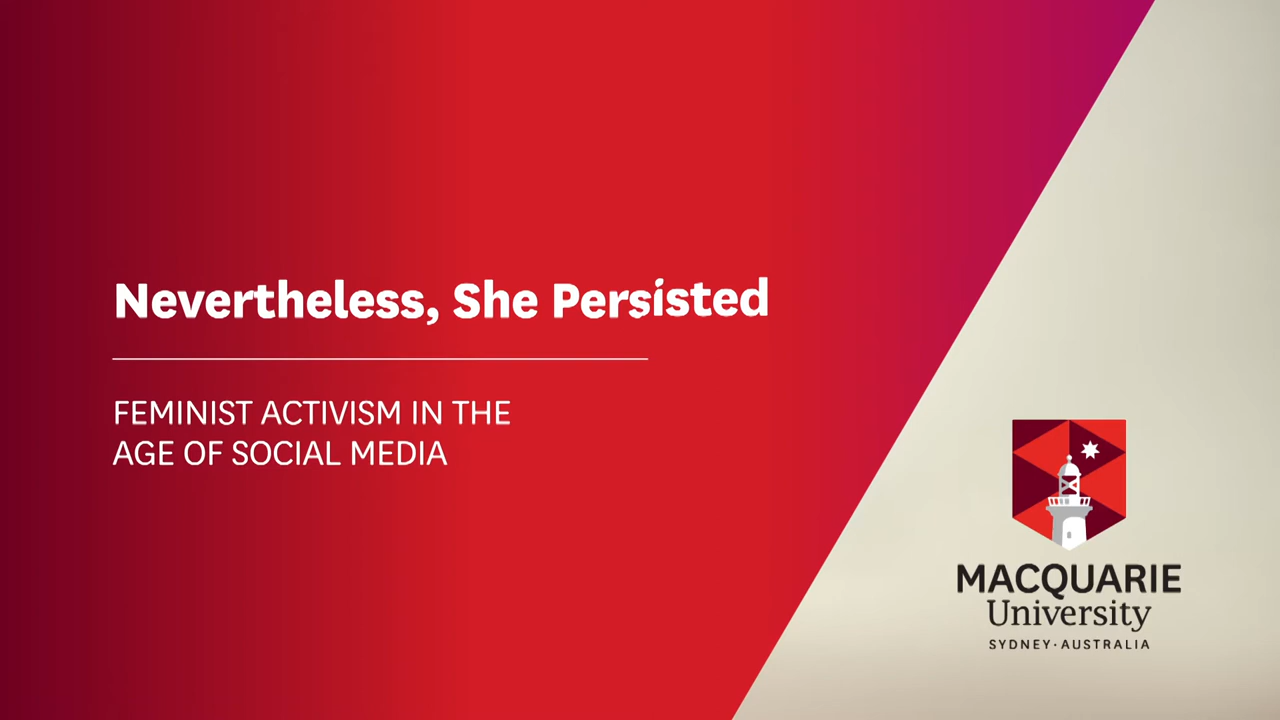 Nevertheless, She Persisted
FEMINIST ACTIVISM IN THE
AGE OF SOCIAL MEDIA
MACQUARIE
University
SYDNEY·AUSTRALIA